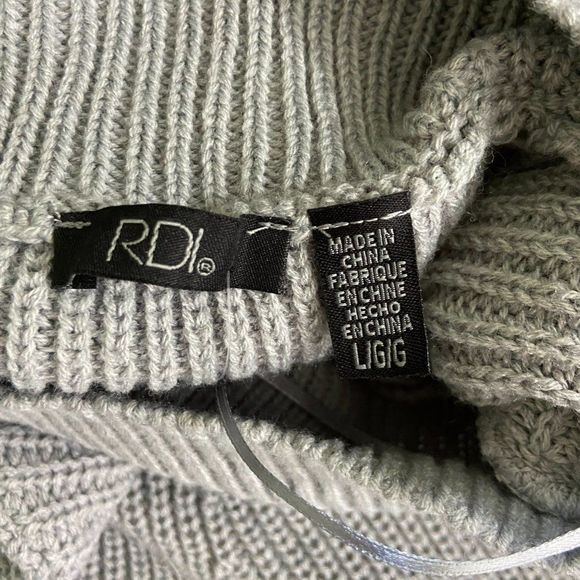 RDI®
MADE IN
CHINA
FABRIQUE
EN CHINE
HECHO
EN CHINA
L/G/G